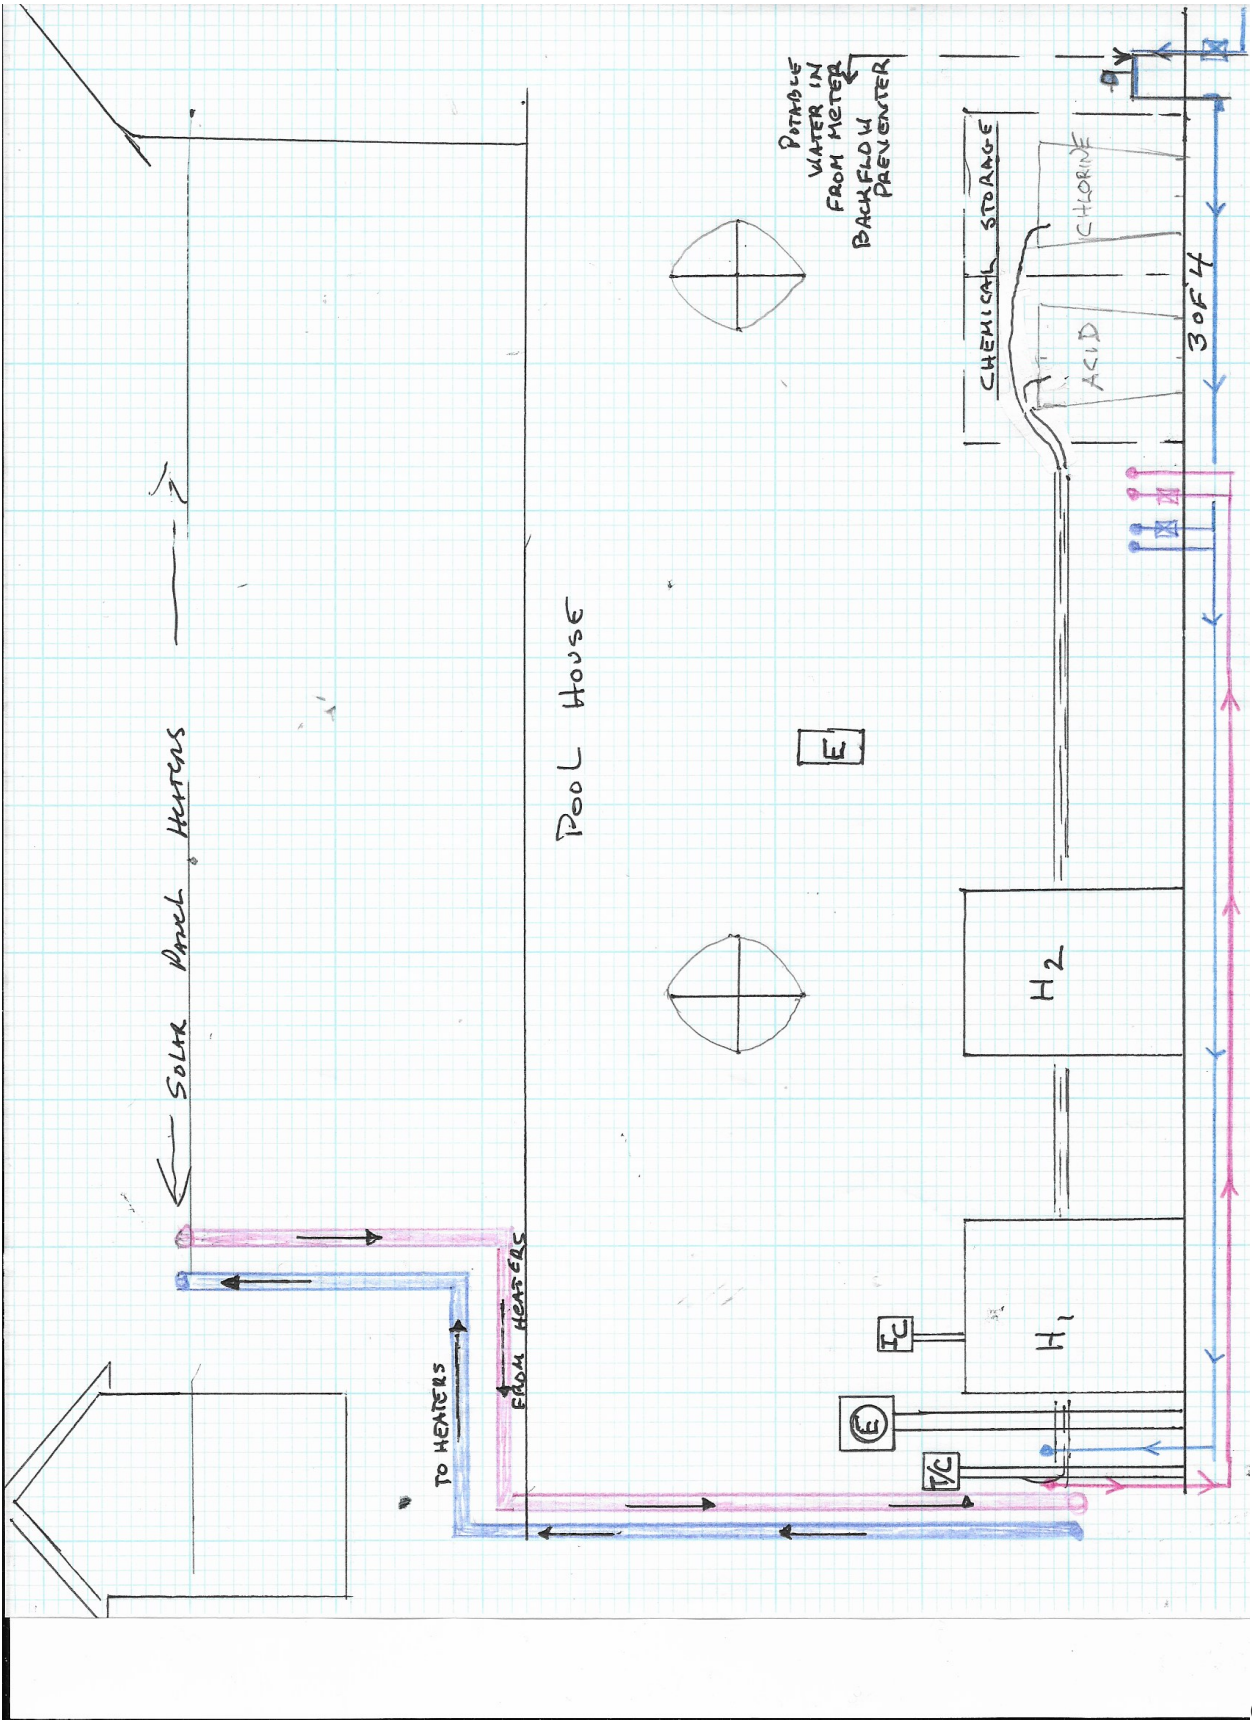 SOLAR PANEL HEATERS
TO HEATERS
FROM HEATERS
POOL HOUSE
POTABLE
WATER IN
FROM METER
BACKFLOW
PREVENTER
E
IC
E
T/C
CHEMICAL STORAGE
H1
H2
ACID
CHLORINE
3 OF 4